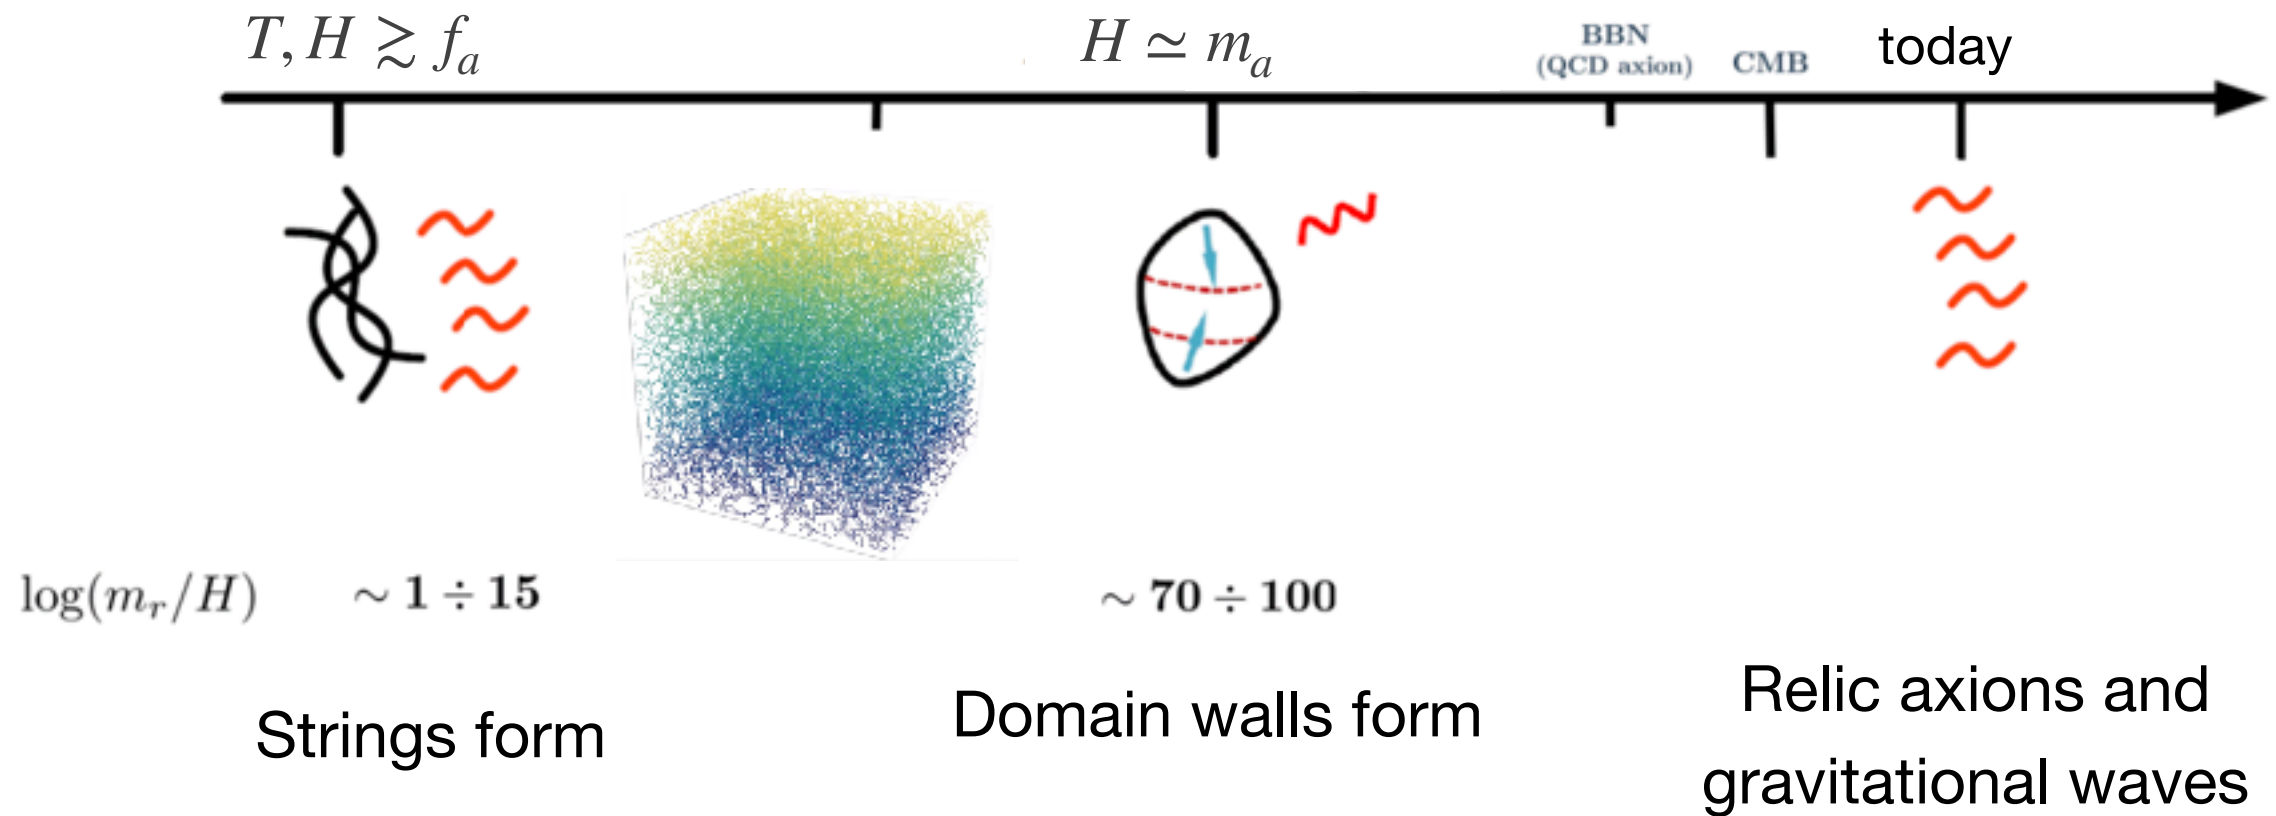 T, H ≳ f_a
H ≃ m_a
BBN
(QCD axion)
CMB
today
log(m_r/H)
∼ 1 ÷ 15
∼ 70 ÷ 100
Strings form
Domain walls form
Relic axions and
gravitational waves